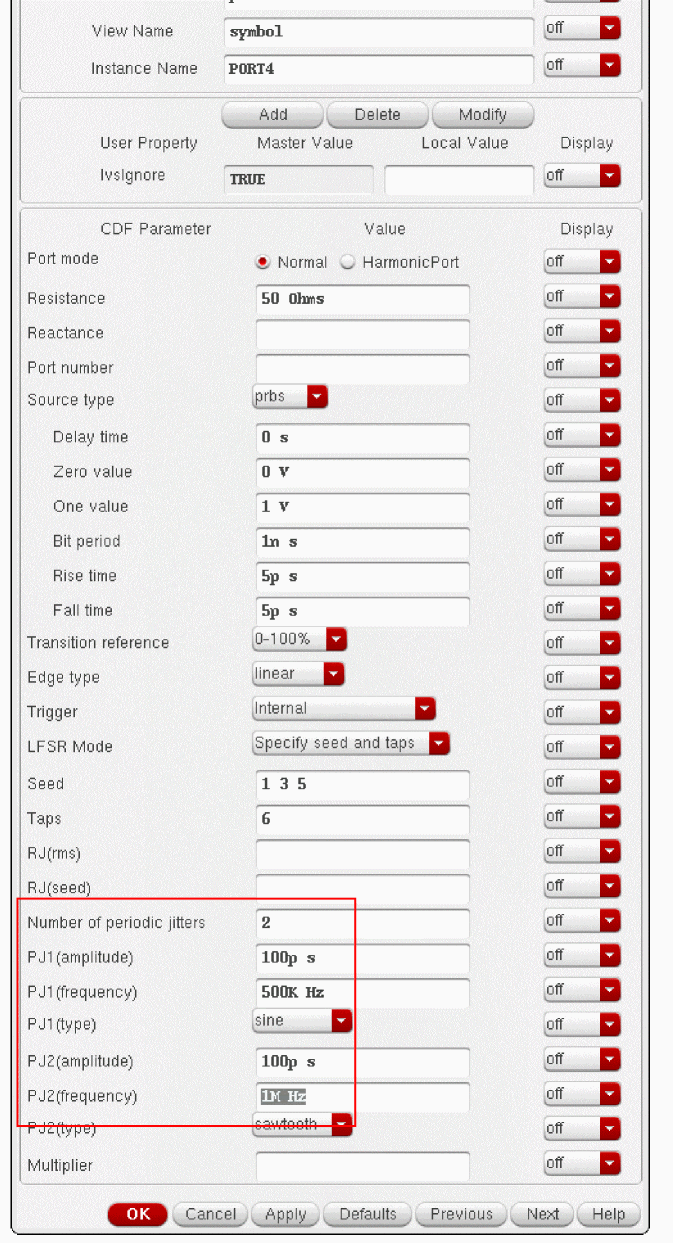 View Name symbol off
Instance Name PORT4 off
Add Delete Modify
User Property Master Value Local Value Display
lvsIgnore TRUE off
CDF Parameter Value Display
Port mode Normal HarmonicPort off
Resistance 50 Ohms off
Reactance off
Port number off
Source type prbs off
Delay time 0 s off
Zero value 0 V off
One value 1 V off
Bit period 1n s off
Rise time 5p s off
Fall time 5p s off
Transition reference 0-100% off
Edge type linear off
Trigger Internal off
LFSR Mode Specify seed and taps off
Seed 1 3 5 off
Taps 6 off
RJ(rms) off
RJ(seed) off
Number of periodic jitters 2 off
PJ1(amplitude) 100p s off
PJ1(frequency) 500K Hz off
PJ1(type) sine off
PJ2(amplitude) 100p s off
PJ2(frequency) 1M Hz off
PJ2(type) sawtooth off
Multiplier off
OK Cancel Apply Defaults Previous Next Help